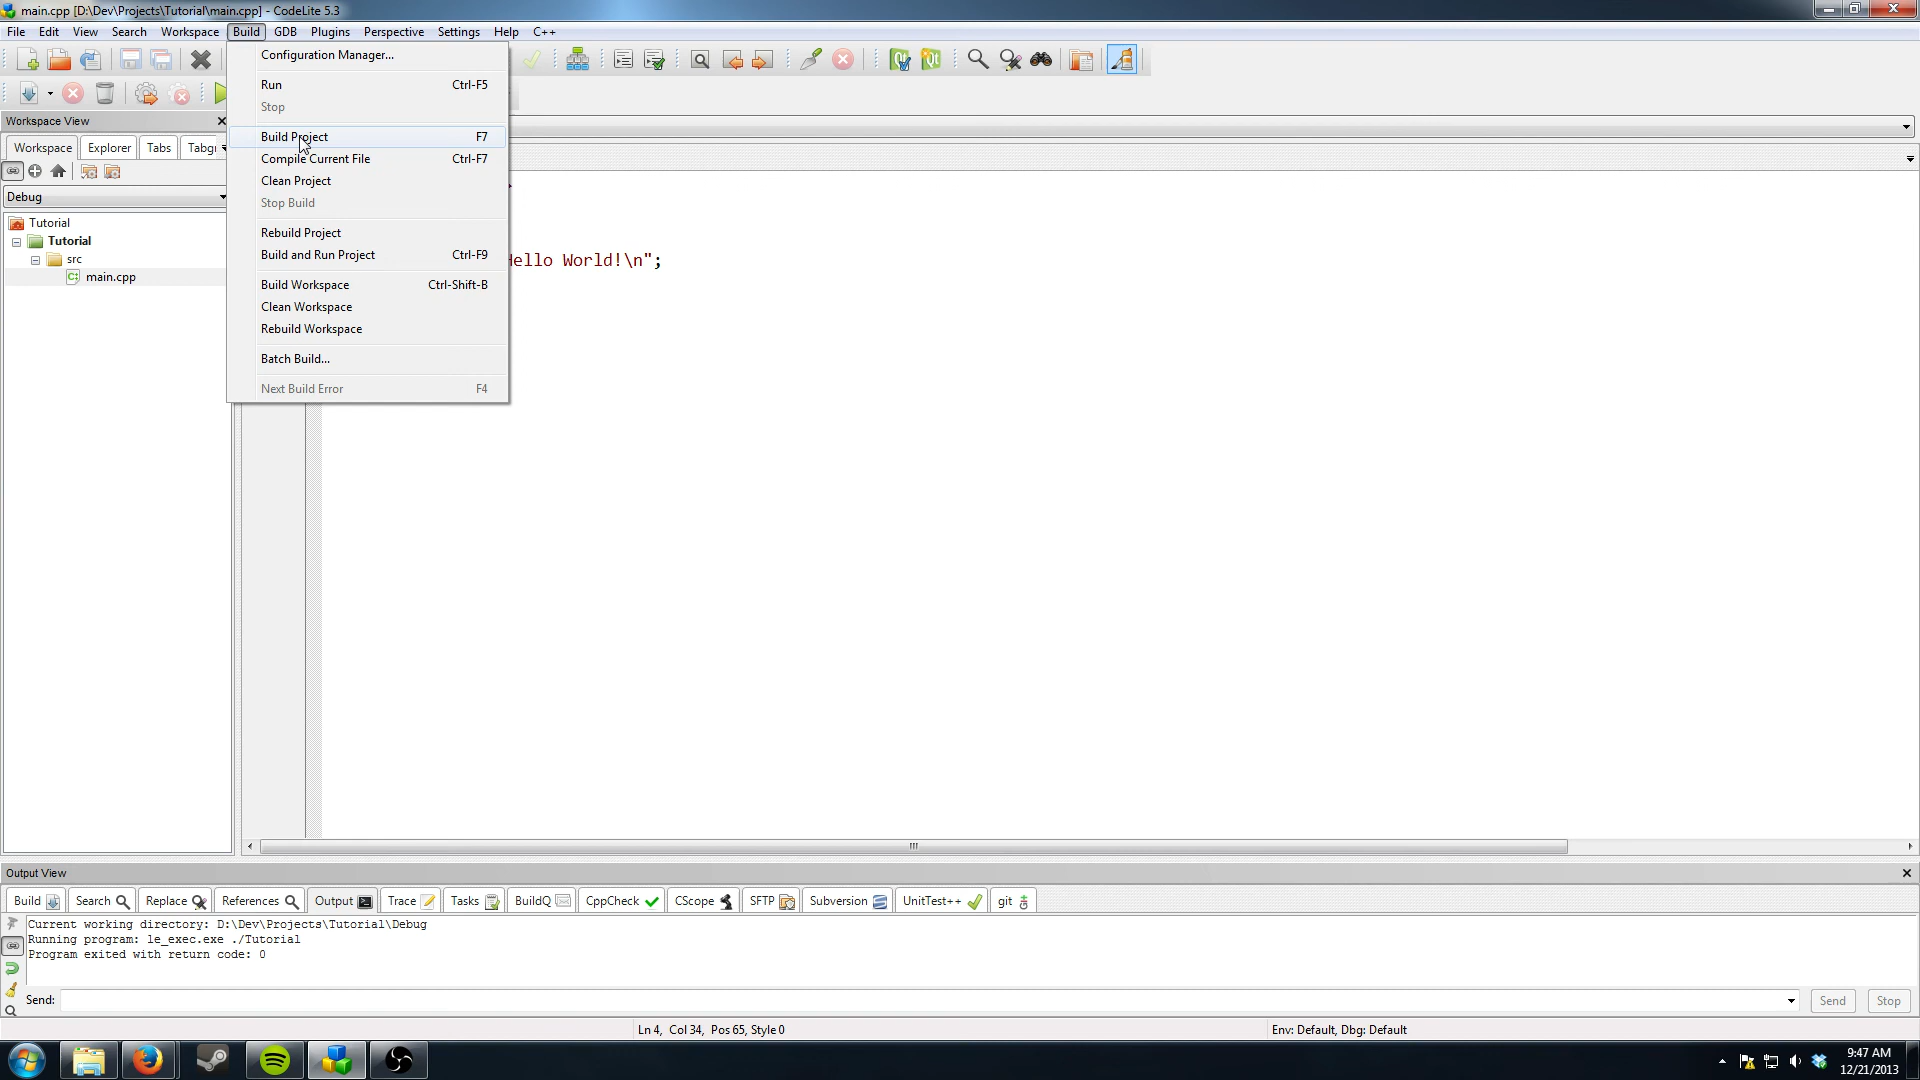 main.cpp [D:\Dev\Projects\Tutorial\main.cpp] - CodeLite 5.3
File Edit View Search Workspace Build GDB Plugins Perspective Settings Help C++
Configuration Manager...
Run Ctrl-F5
Stop
Build Project F7
Compile Current File Ctrl-F7
Clean Project
Stop Build
Rebuild Project
Build and Run Project Ctrl-F9
Build Workspace Ctrl-Shift-B
Clean Workspace
Rebuild Workspace
Batch Build...
Next Build Error F4
Workspace View
Workspace Explorer Tabs Tabg
Debug
Tutorial
Tutorial
src
main.cpp
Hello World!\n";
Output View
Build Search Replace References Output Trace Tasks BuildQ CppCheck CScope SFTP Subversion UnitTest++ git
Current working directory: D:\Dev\Projects\Tutorial\Debug
Running program: le_exec.exe ./Tutorial
Program exited with return code: 0
Send: Send Stop
Ln 4, Col 34, Pos 65, Style 0 Env: Default, Dbg: Default
9:47 AM
12/21/2013